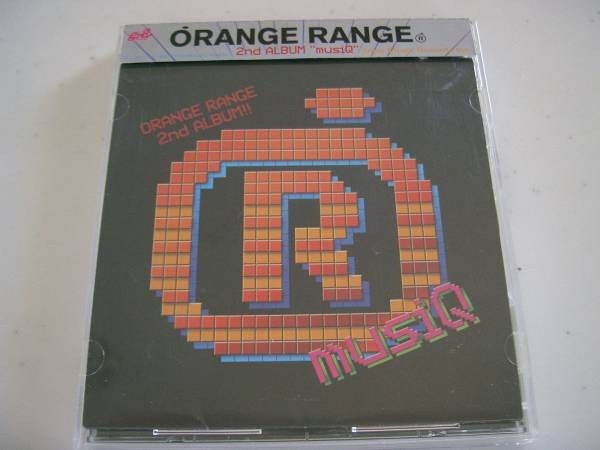 ORANGE RANGE
2nd ALBUM "musiQ"
ORANGE RANGE
2nd ALBUM!!
R
musiQ